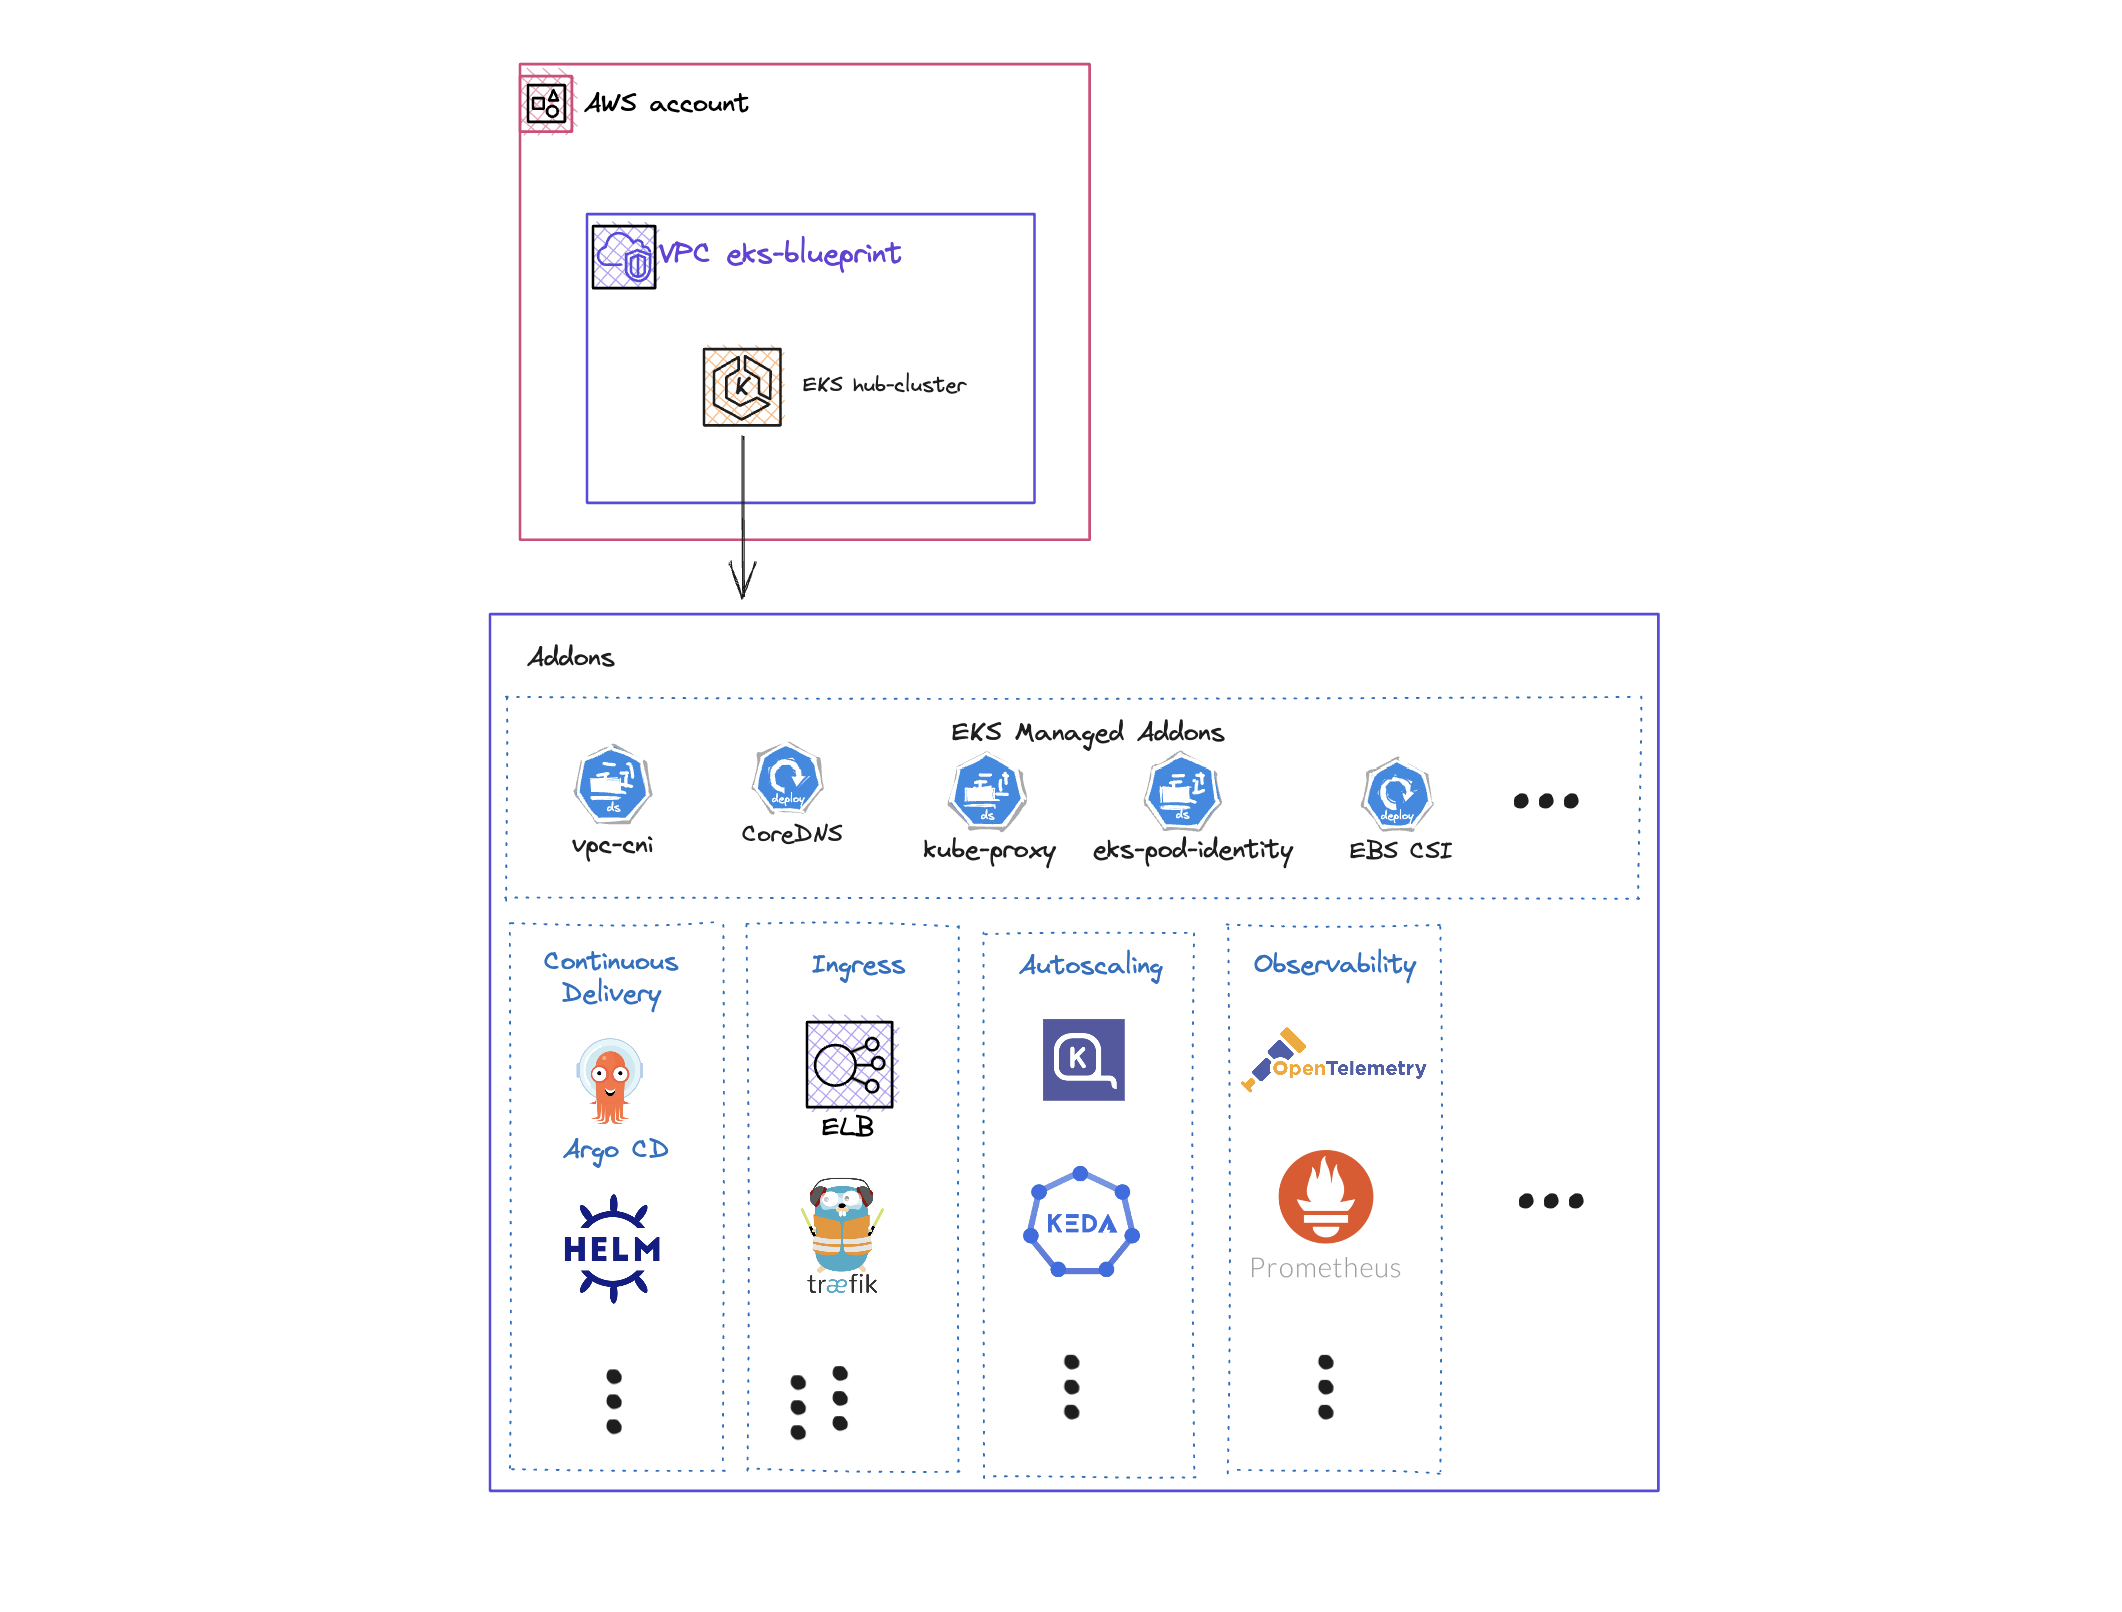 AWS account
VPC eks-blueprint
K
EKS hub-cluster
Addons
EKS Managed Addons
ds
deploy
ds
ds
deploy
vpc-cni
CoreDNS
kube-proxy
eks-pod-identity
EBS CSI
Continuous
Delivery
Argo CD
HELM
Ingress
ELB
træfik
Autoscaling
K
KEDA
Observability
OpenTelemetry
Prometheus